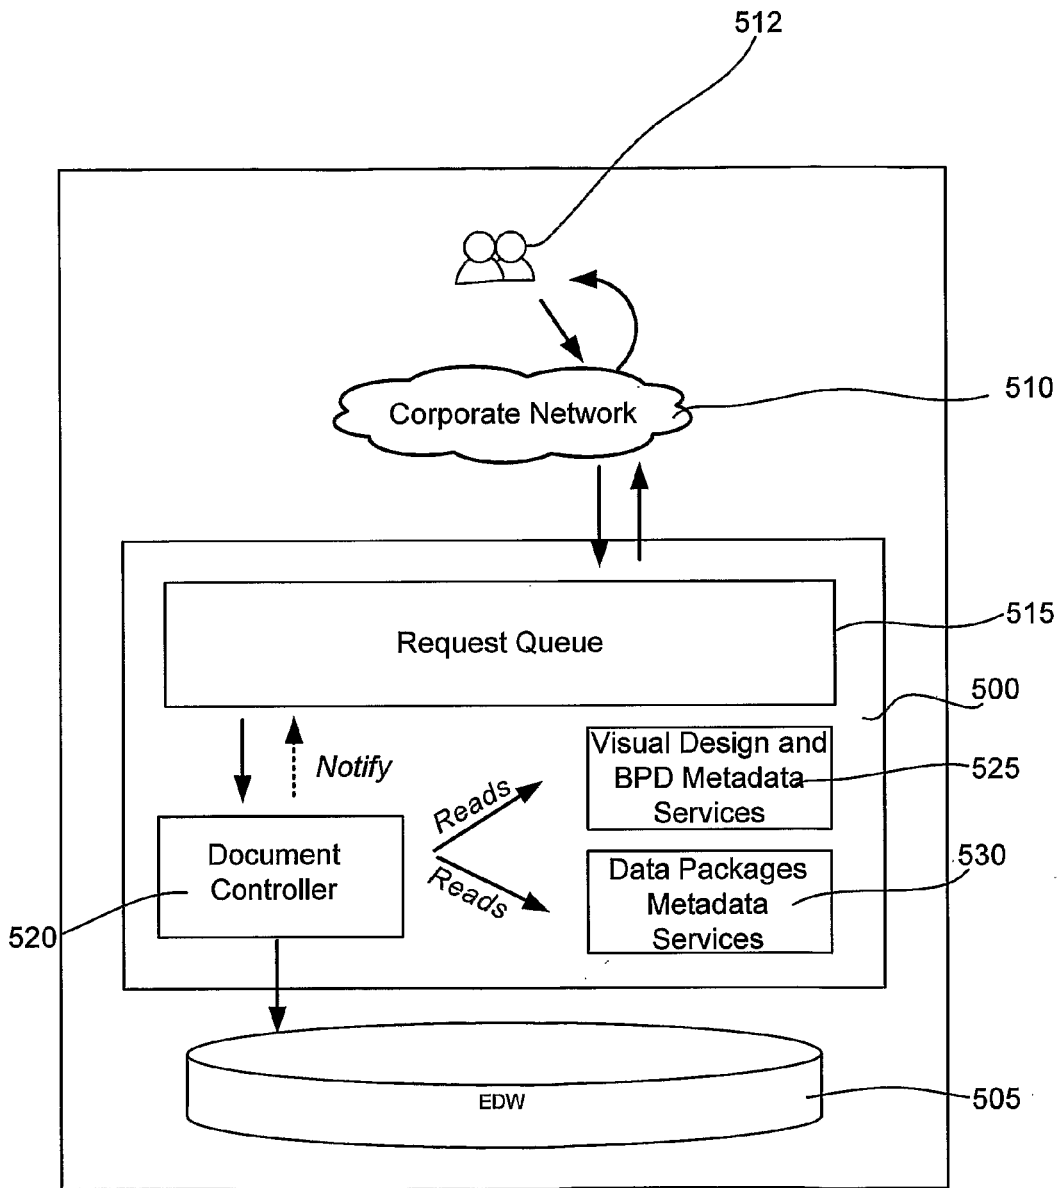 512
Corporate Network
510
Request Queue
515
500
Notify
Visual Design and
BPD Metadata
Services
525
Reads
Reads
Document
Controller
520
Data Packages
Metadata
Services
530
EDW
505